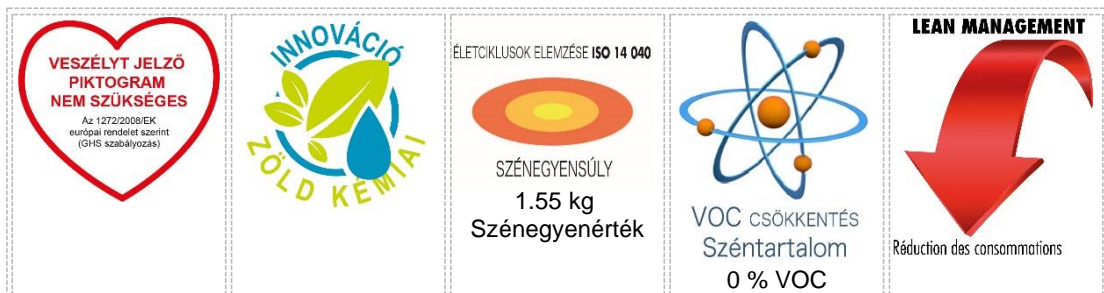 VESZÉLYT JELZŐ
PIKTOGRAM
NEM SZÜKSÉGES
Az 1272/2008/EK
európai rendelet szerint
(GHS szabályozás)
INNOVÁCIÓ
ZÖLD KÉMIAI
ÉLETCIKLUSOK ELEMZÉSE ISO 14 040
SZÉNEGYENSÚLY
1.55 kg
Szénegyenérték
VOC CSÖKKENTÉS
Széntartalom
0 % VOC
LEAN MANAGEMENT
Réduction des consommations